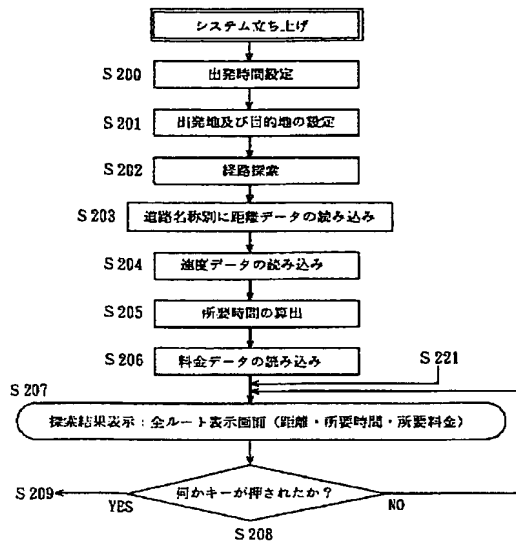 システム立ち上げ
S 200
出発時間設定
S 201
出発地及び目的地の設定
S 202
経路探索
S 203
道路名称別に距離データの読み込み
S 204
速度データの読み込み
S 205
所要時間の算出
S 206
料金データの読み込み
S 221
S 207
探索結果表示：全ルート表示画面（距離・所要時間・所要料金）
何かキーが押されたか？
S 209
YES
NO
S 208